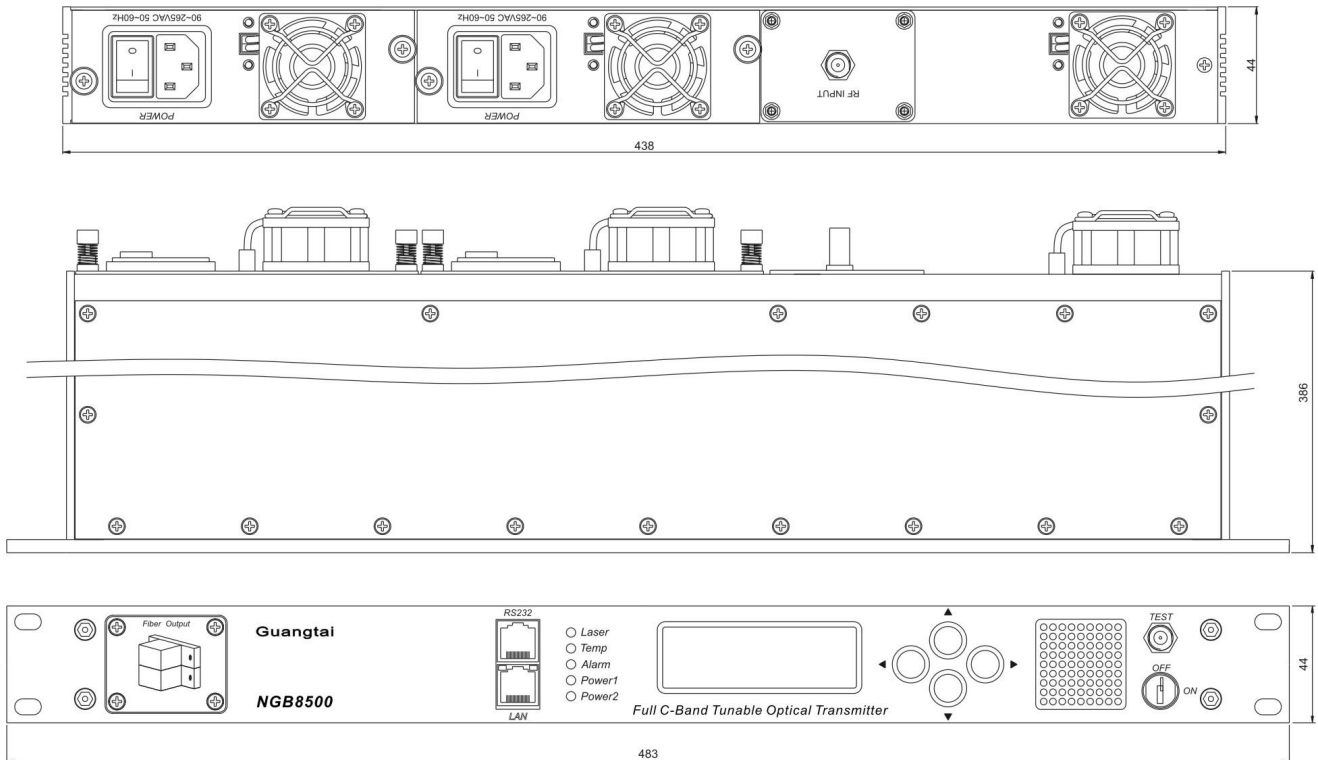 90~265VAC 50~60Hz
90~265VAC 50~60Hz
O
I
O
I
RF INPUT
POWER
POWER
44
438
386
Fiber Output
Guangtai
NGB8500
RS232
LAN
Laser
Temp
Alarm
Power1
Power2
Full C-Band Tunable Optical Transmitter
TEST
OFF
ON
44
483